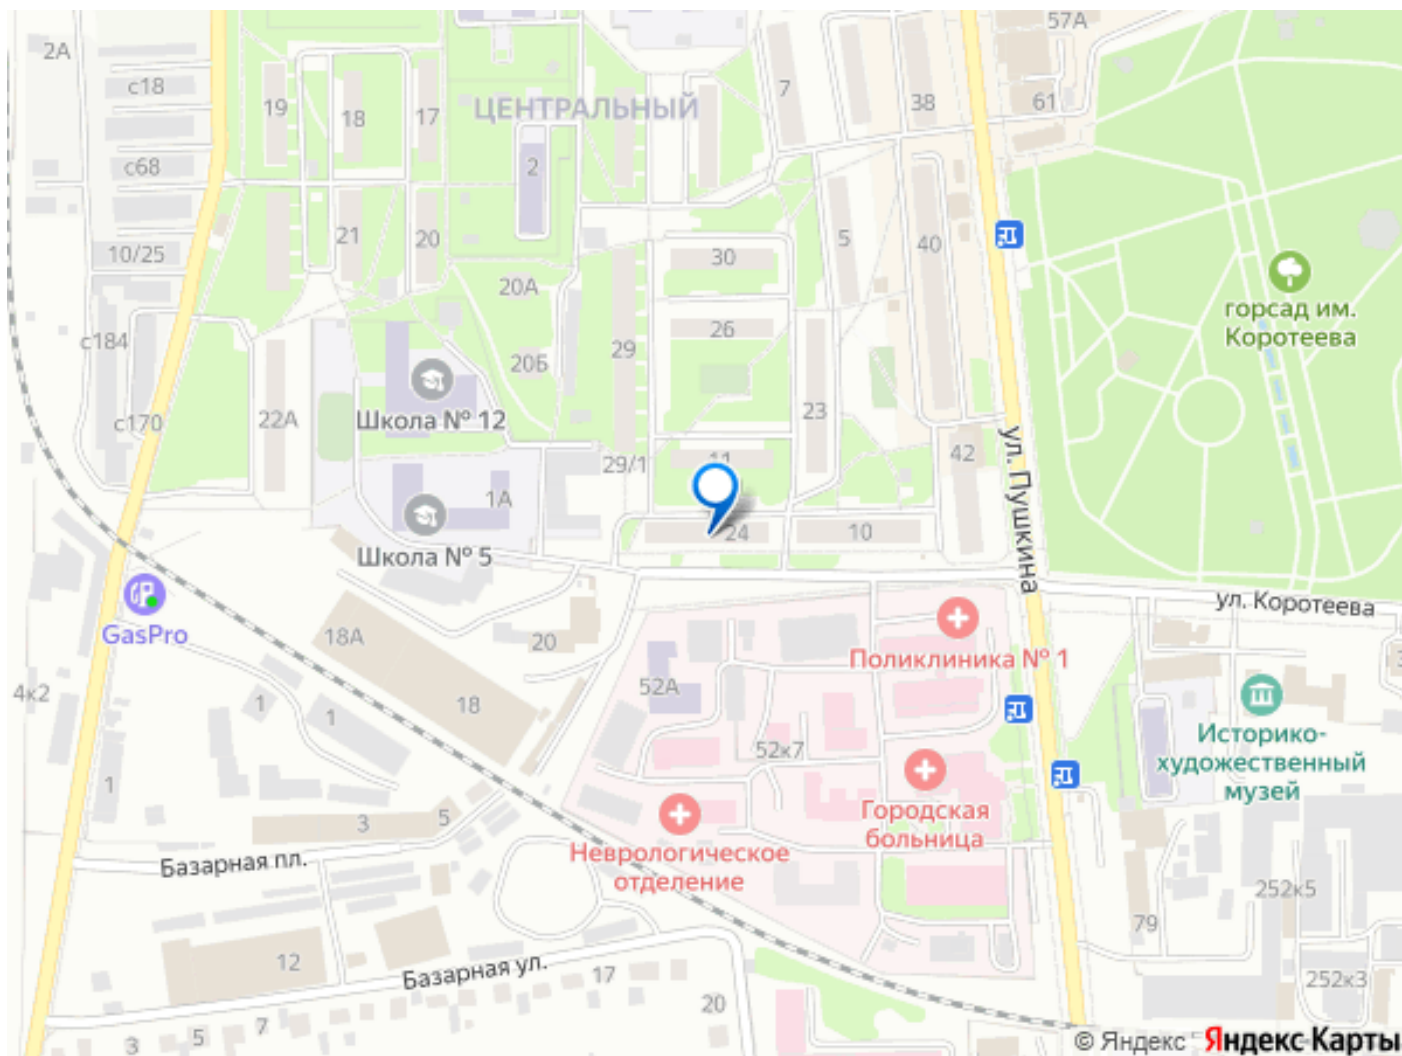 57А
2А
с18
7
38
61
19
18
17
ЦЕНТРАЛЬНЫЙ
с68
2
21
20
5
40
10/25
30
20А
горсад им.
Коротеева
26
с184
29
20Б
Школа № 12
22А
с170
23
42
11
29/1
1А
ул. Пушкина
Школа № 5
24
10
GasPro
ул. Коротеева
18А
20
Поликлиника № 1
4к2
52А
1
1
18
Историко-
художественный
музей
52к7
1
Городская
больница
3
5
Неврологическое
отделение
Базарная пл.
252к5
79
12
Базарная ул.
17
252к3
20
3
5
7
© Яндекс Яндекс Карты